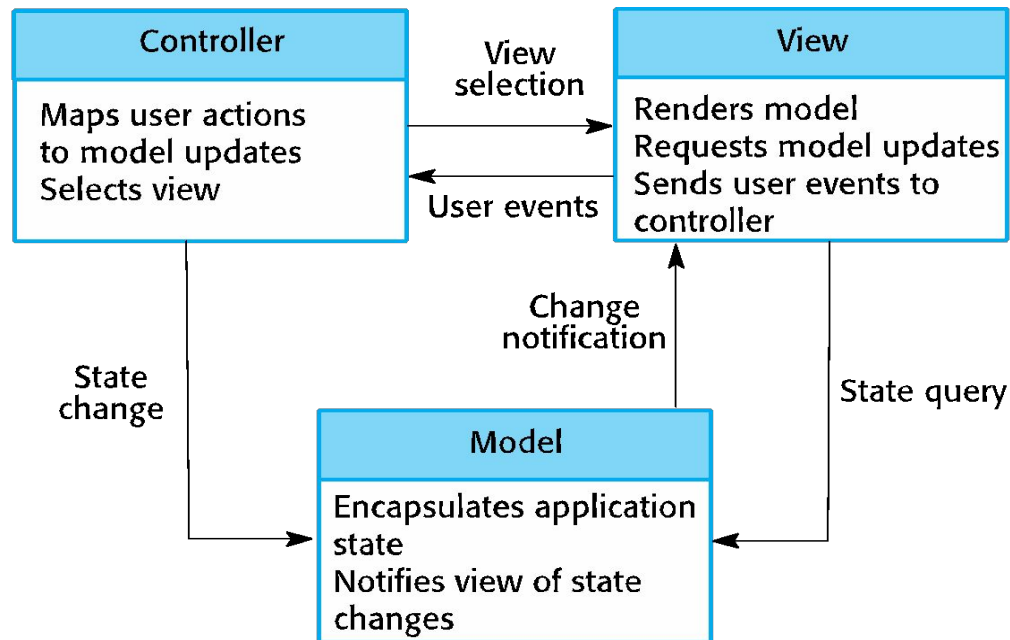 Controller
Maps user actions
to model updates
Selects view
View
selection
User events
View
Renders model
Requests model updates
Sends user events to
controller
State
change
Change
notification
State query
Model
Encapsulates application
state
Notifies view of state
changes